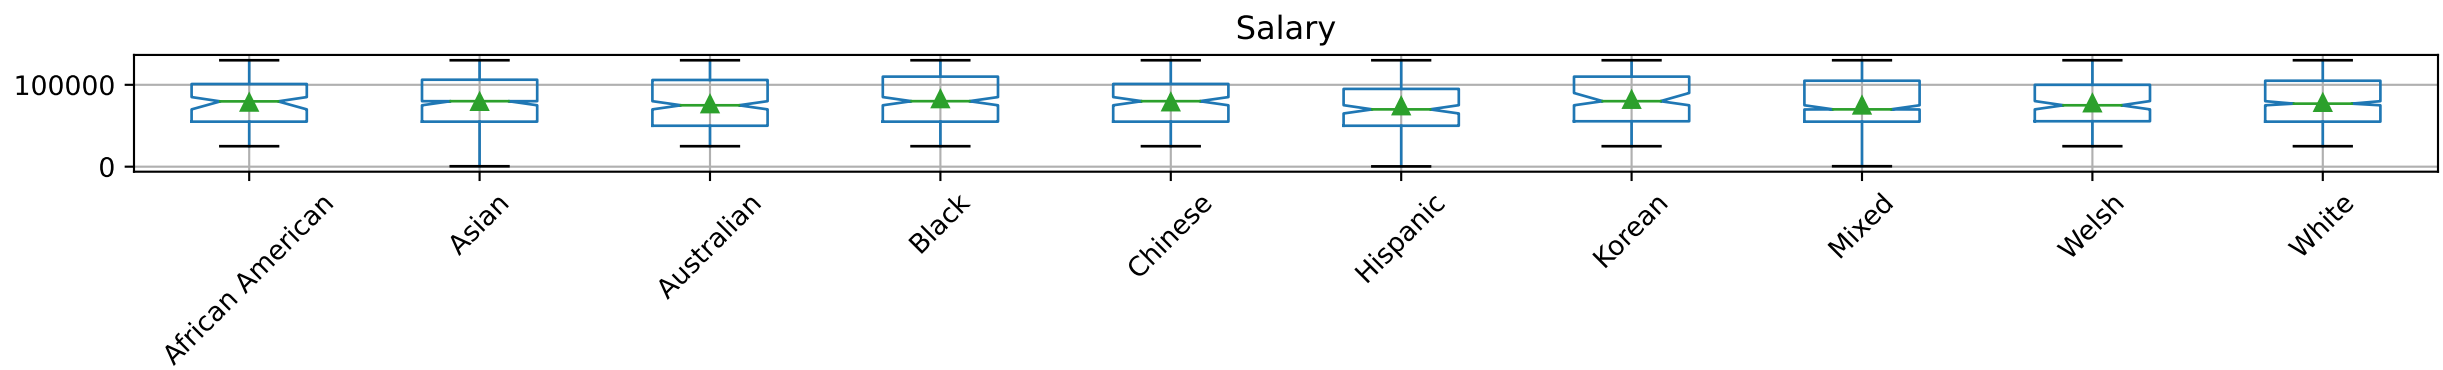 Salary
100000
0
African American
Asian
Australian
Black
Chinese
Hispanic
Korean
Mixed
Welsh
White